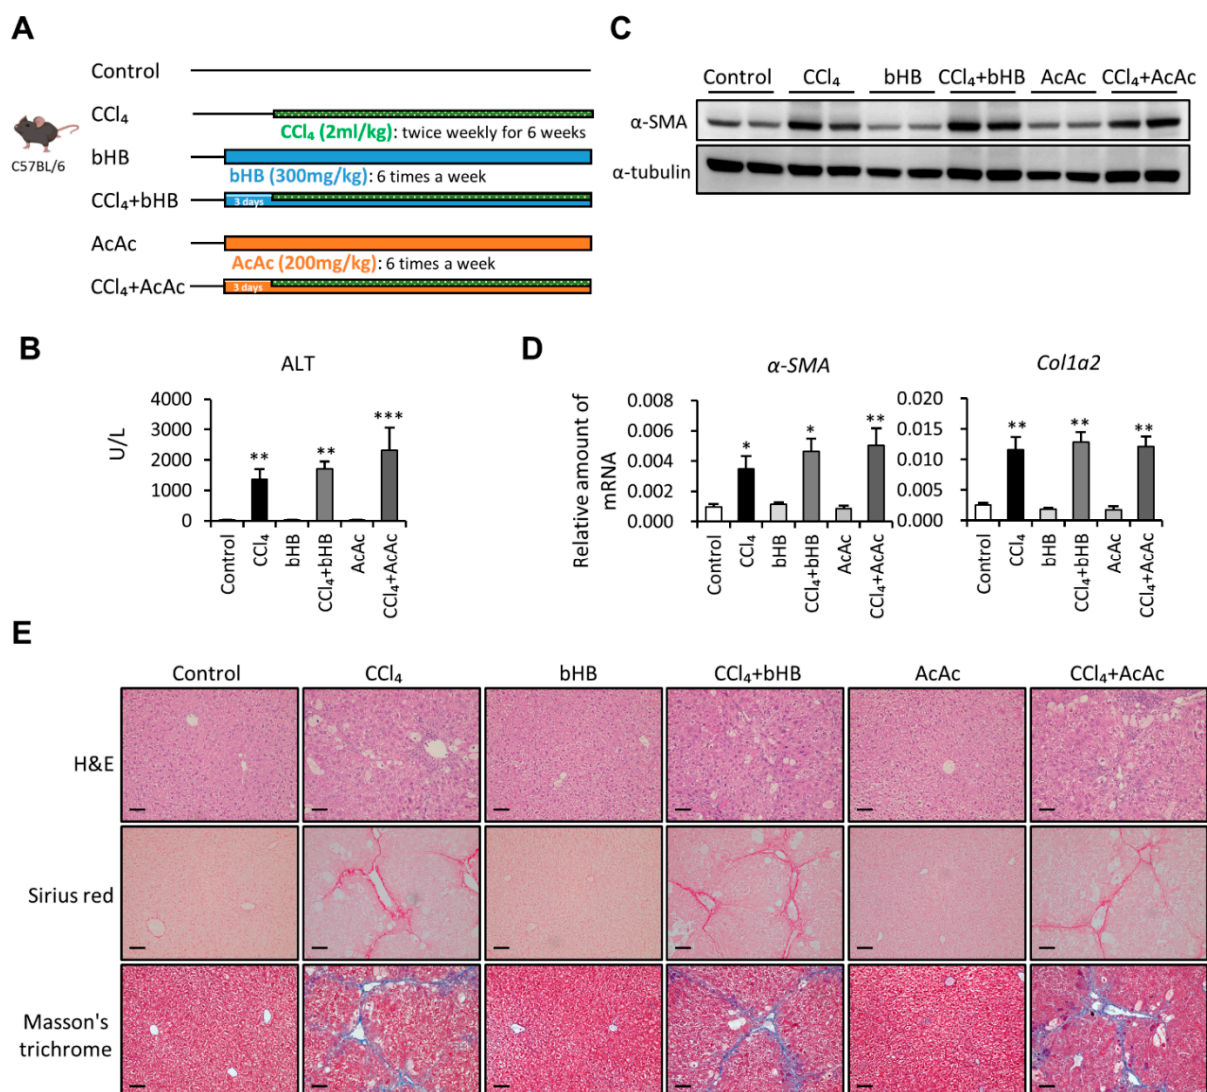 A
Control
CCl₄
CCl₄ (2ml/kg): twice weekly for 6 weeks
C57BL/6
bHB
bHB (300mg/kg): 6 times a week
CCl₄+bHB
3 days
AcAc
AcAc (200mg/kg): 6 times a week
CCl₄+AcAc
3 days
C
Control CCl₄ bHB CCl₄+bHB AcAc CCl₄+AcAc
α-SMA
α-tubulin
B
ALT
U/L
4000
3000
2000
1000
0
** ** ***
Control CCl₄ bHB CCl₄+bHB AcAc CCl₄+AcAc
D
Relative amount of
mRNA
α-SMA
0.008
0.006
0.004
0.002
0.000
* * **
Control CCl₄ bHB CCl₄+bHB AcAc CCl₄+AcAc
Col1a2
0.020
0.015
0.010
0.005
0.000
** ** **
Control CCl₄ bHB CCl₄+bHB AcAc CCl₄+AcAc
E
Control CCl₄ bHB CCl₄+bHB AcAc CCl₄+AcAc
H&E
Sirius red
Masson's
trichrome